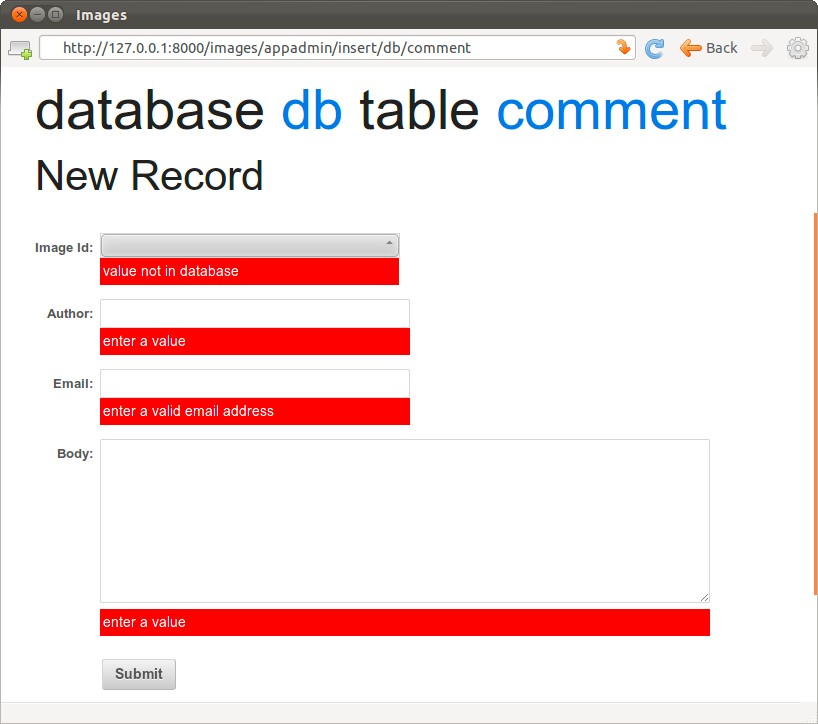 Images
http://127.0.0.1:8000/images/appadmin/insert/db/comment
Back
database db table comment
New Record
Image Id:
value not in database
Author:
enter a value
Email:
enter a valid email address
Body:
enter a value
Submit